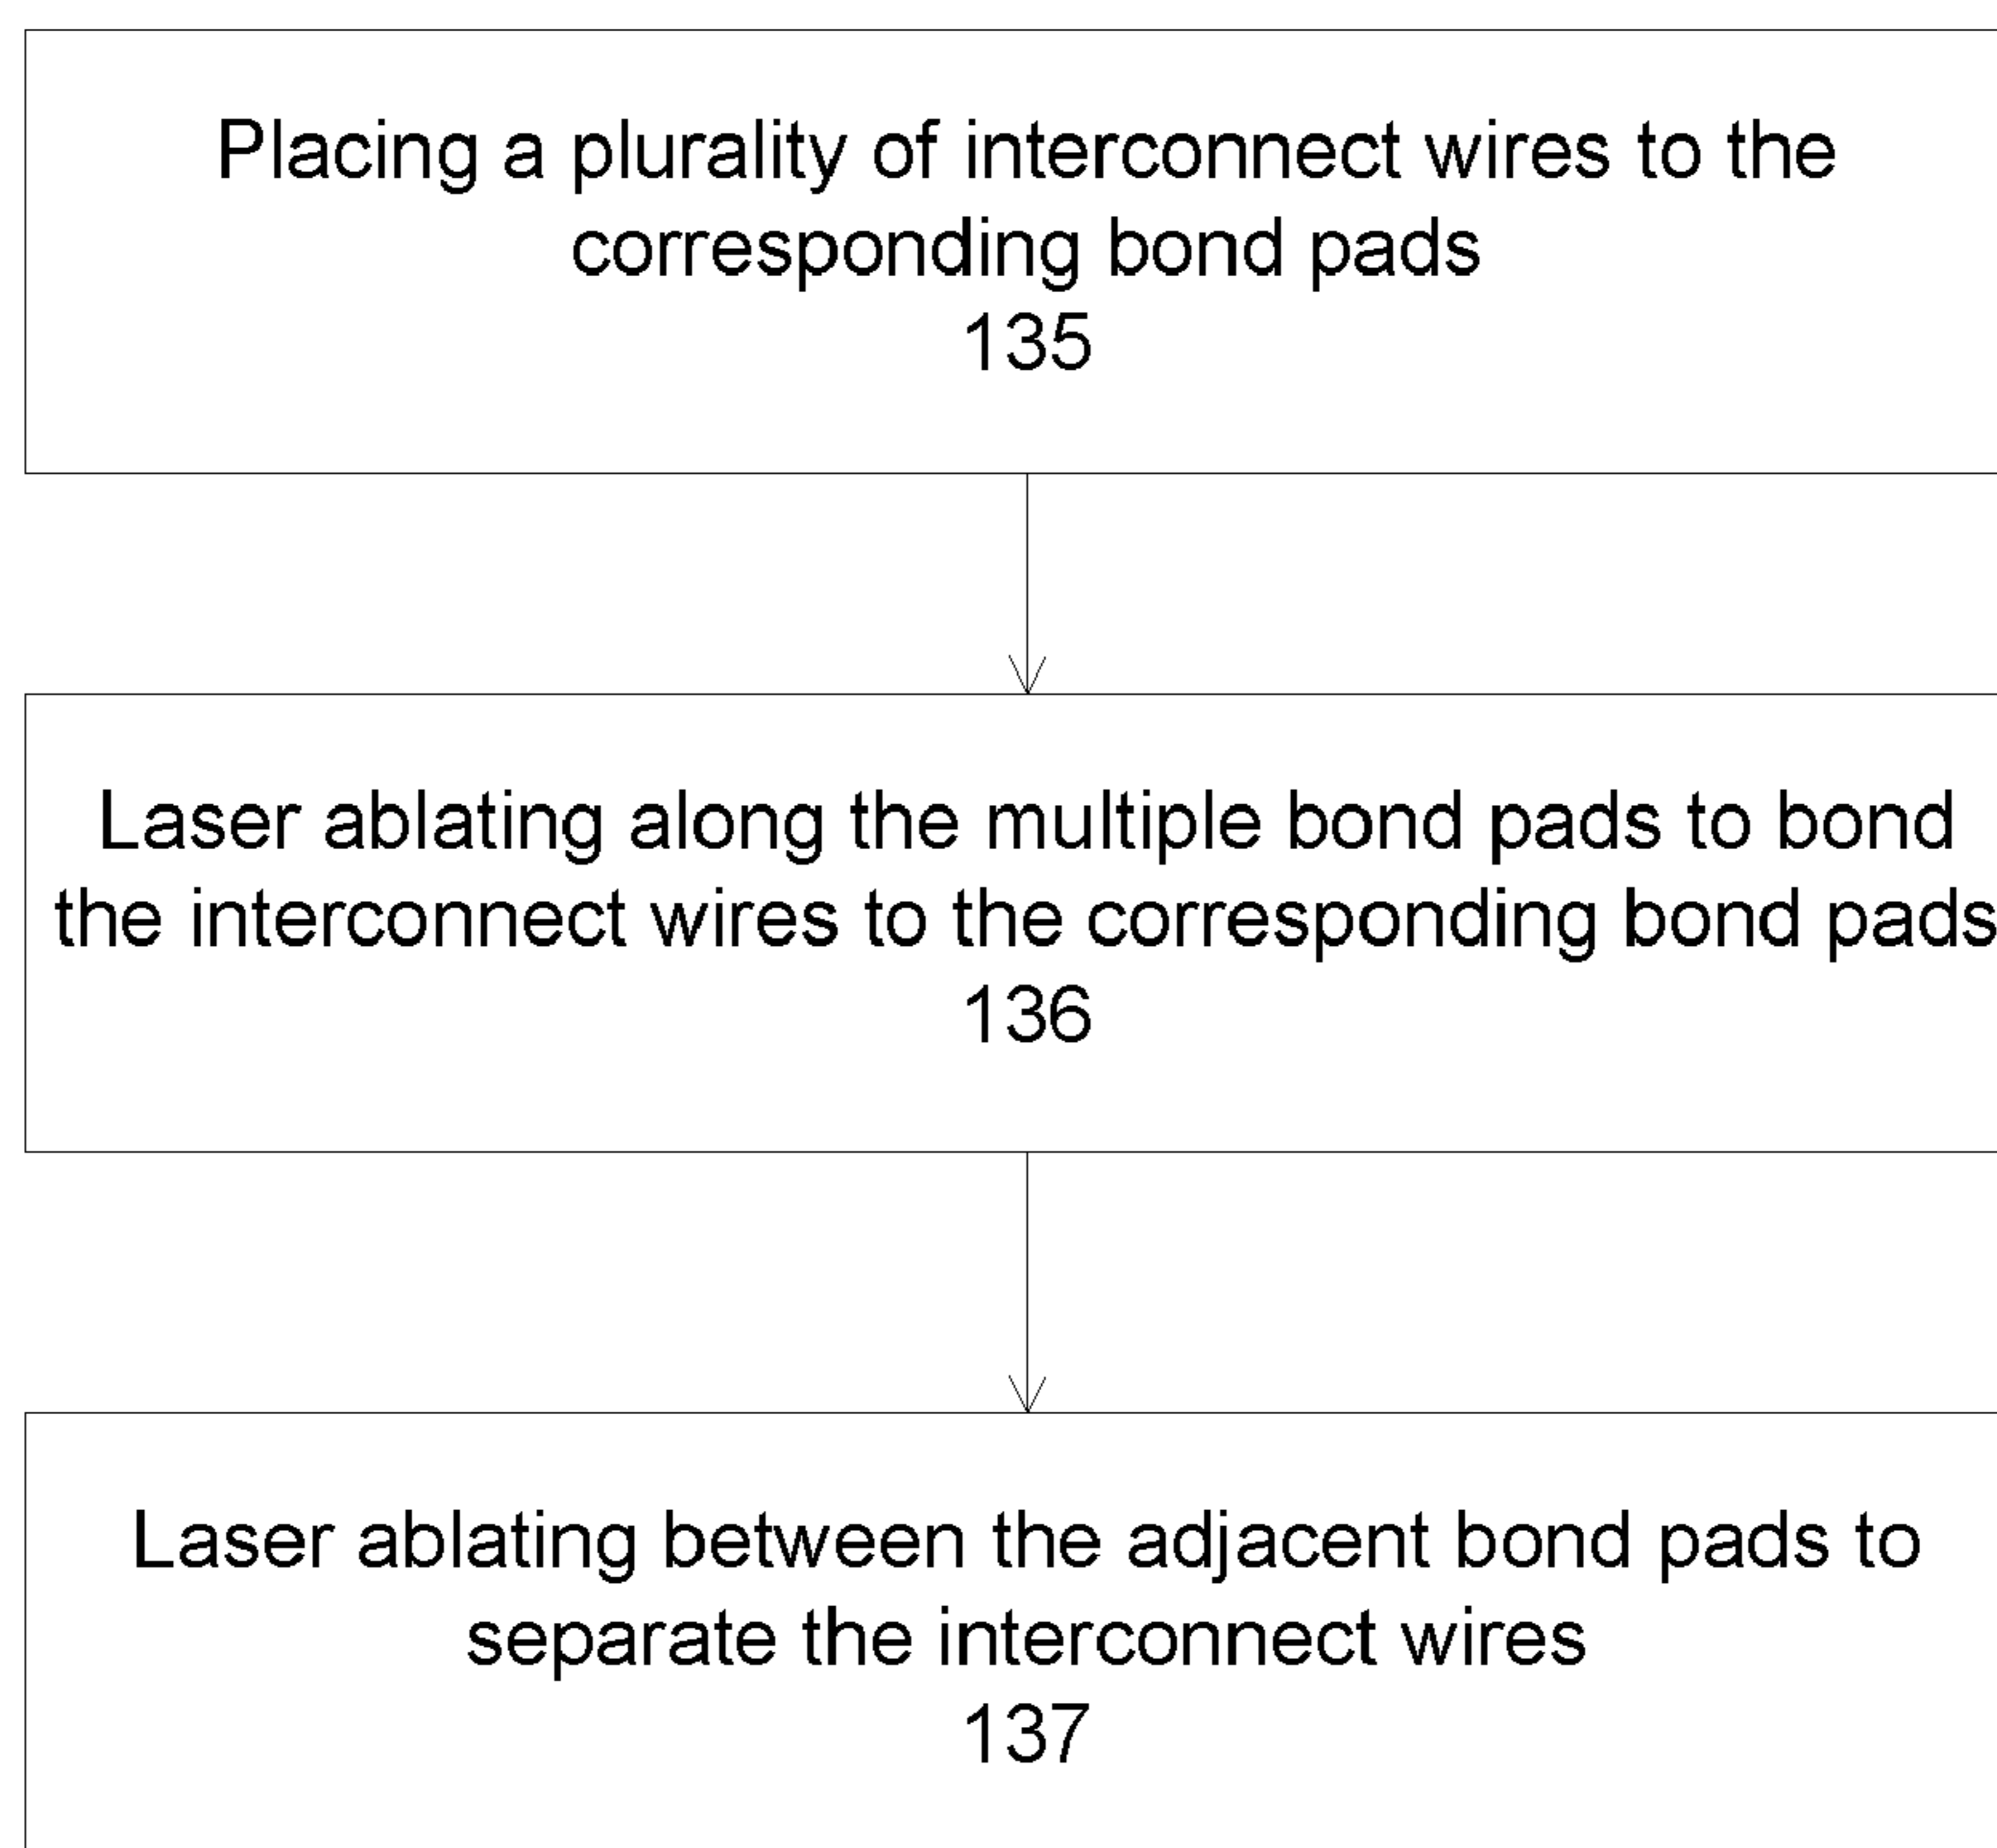 Placing a plurality of interconnect wires to the
corresponding bond pads
135
Laser ablating along the multiple bond pads to bond
the interconnect wires to the corresponding bond pads
136
Laser ablating between the adjacent bond pads to
separate the interconnect wires
137